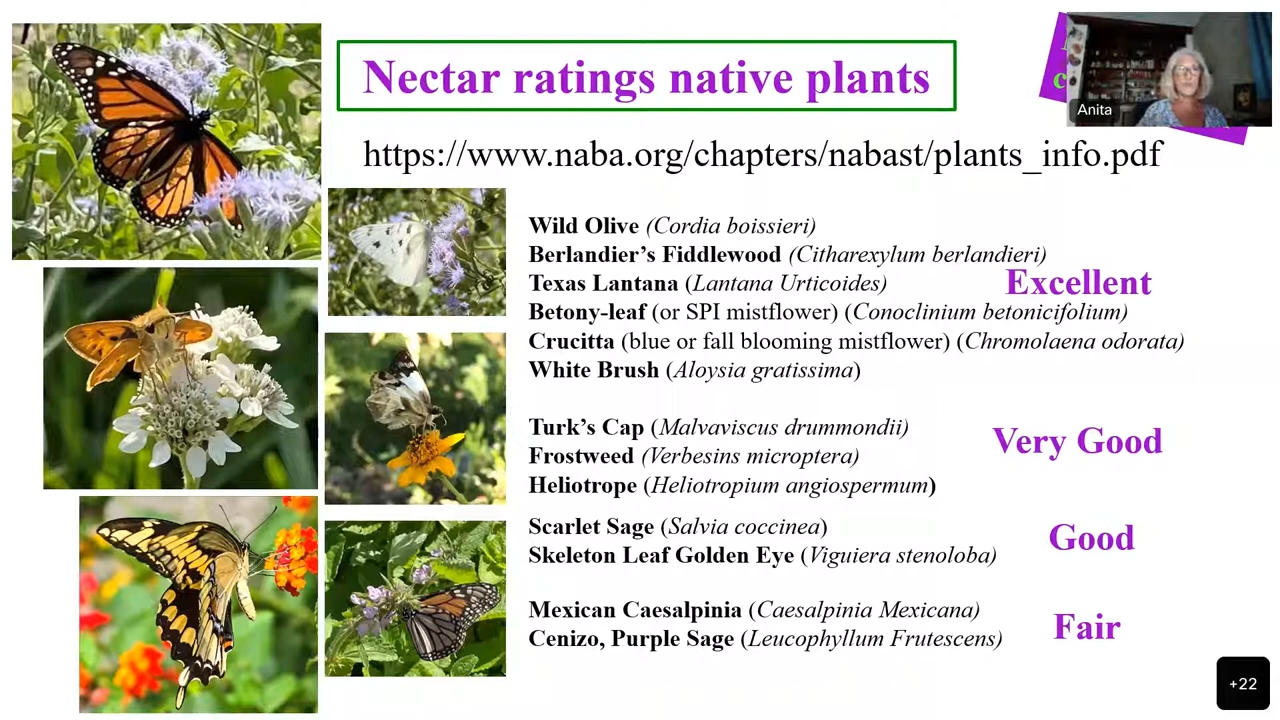 Nectar ratings native plants
Anita
https://www.naba.org/chapters/nabast/plants_info.pdf
Wild Olive (Cordia boissieri)
Berlandier’s Fiddlewood (Citharexylum berlandieri)
Texas Lantana (Lantana Urticoides)
Excellent
Betony-leaf (or SPI mistflower) (Conoclinium betonicifolium)
Crucitta (blue or fall blooming mistflower) (Chromolaena odorata)
White Brush (Aloysia gratissima)
Turk’s Cap (Malvaviscus drummondii)
Very Good
Frostweed (Verbesins microptera)
Heliotrope (Heliotropium angiospermum)
Scarlet Sage (Salvia coccinea)
Good
Skeleton Leaf Golden Eye (Viguiera stenoloba)
Mexican Caesalpinia (Caesalpinia Mexicana)
Fair
Cenizo, Purple Sage (Leucophyllum Frutescens)
+22